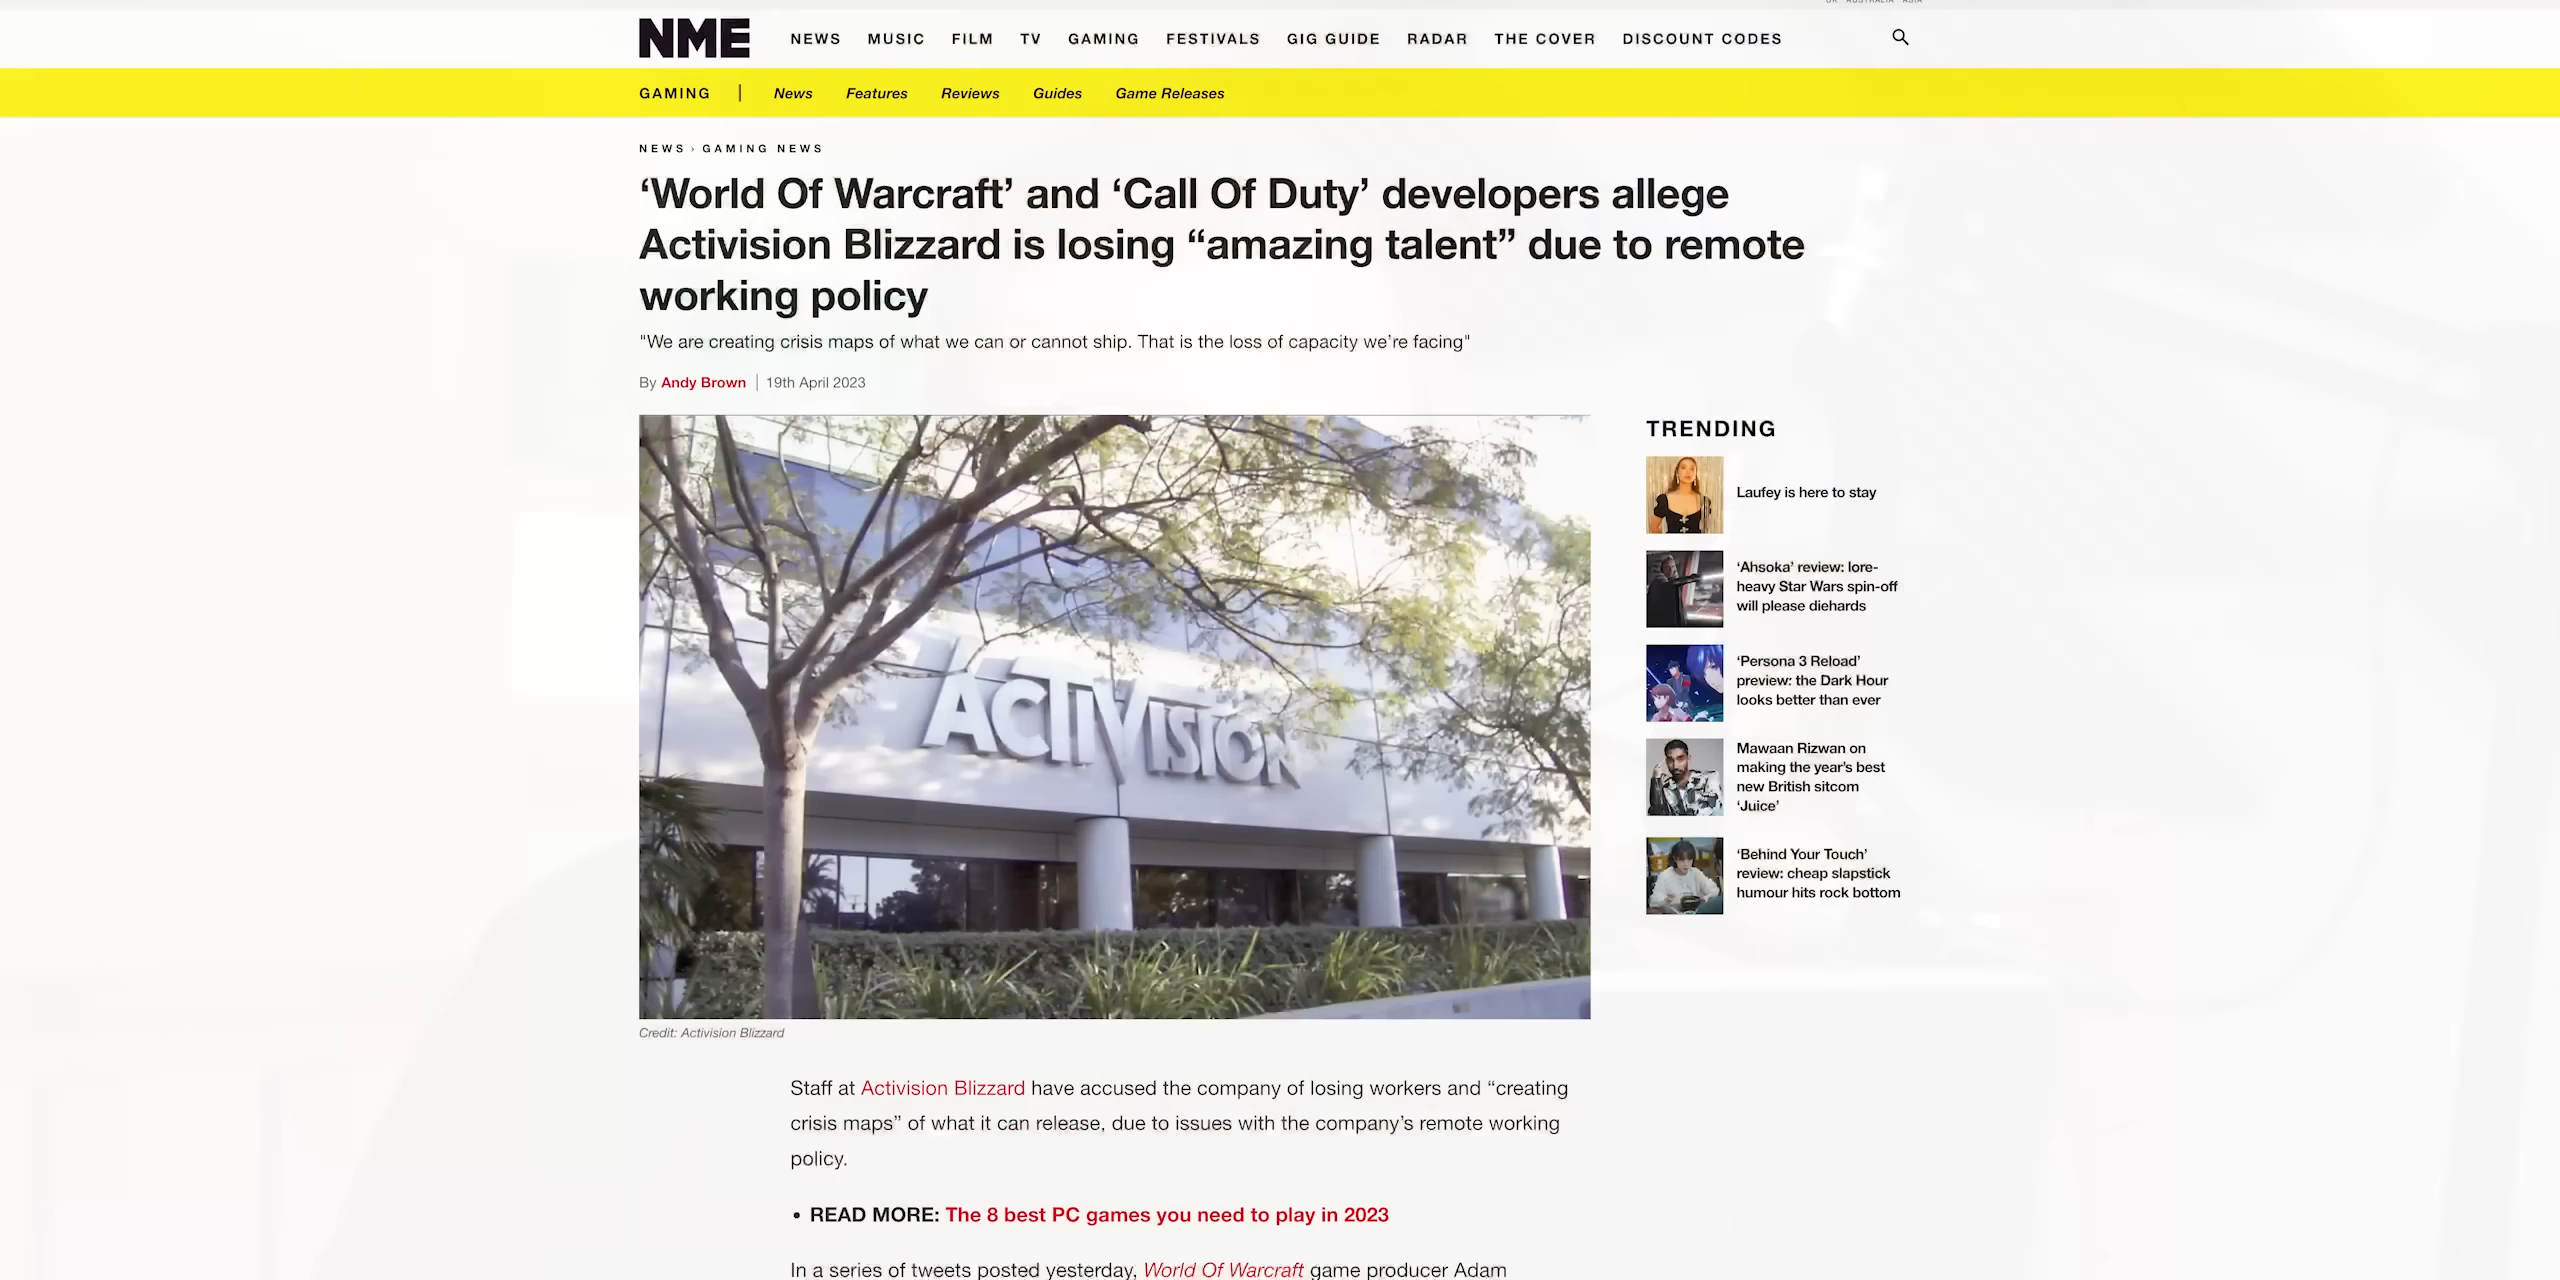 NME NEWS MUSIC FILM TV GAMING FESTIVALS GIG GUIDE RADAR THE COVER DISCOUNT CODES
GAMING | News Features Reviews Guides Game Releases
NEWS › GAMING NEWS
‘World Of Warcraft’ and ‘Call Of Duty’ developers allege
Activision Blizzard is losing “amazing talent” due to remote
working policy
"We are creating crisis maps of what we can or cannot ship. That is the loss of capacity we’re facing"
By Andy Brown | 19th April 2023
ACTIVISION
Credit: Activision Blizzard
TRENDING
Laufey is here to stay
‘Ahsoka’ review: lore-
heavy Star Wars spin-off
will please diehards
‘Persona 3 Reload’
preview: the Dark Hour
looks better than ever
Mawaan Rizwan on
making the year’s best
new British sitcom
‘Juice’
‘Behind Your Touch’
review: cheap slapstick
humour hits rock bottom
Staff at Activision Blizzard have accused the company of losing workers and “creating
crisis maps” of what it can release, due to issues with the company’s remote working
policy.
• READ MORE: The 8 best PC games you need to play in 2023
In a series of tweets posted yesterday, World Of Warcraft game producer Adam